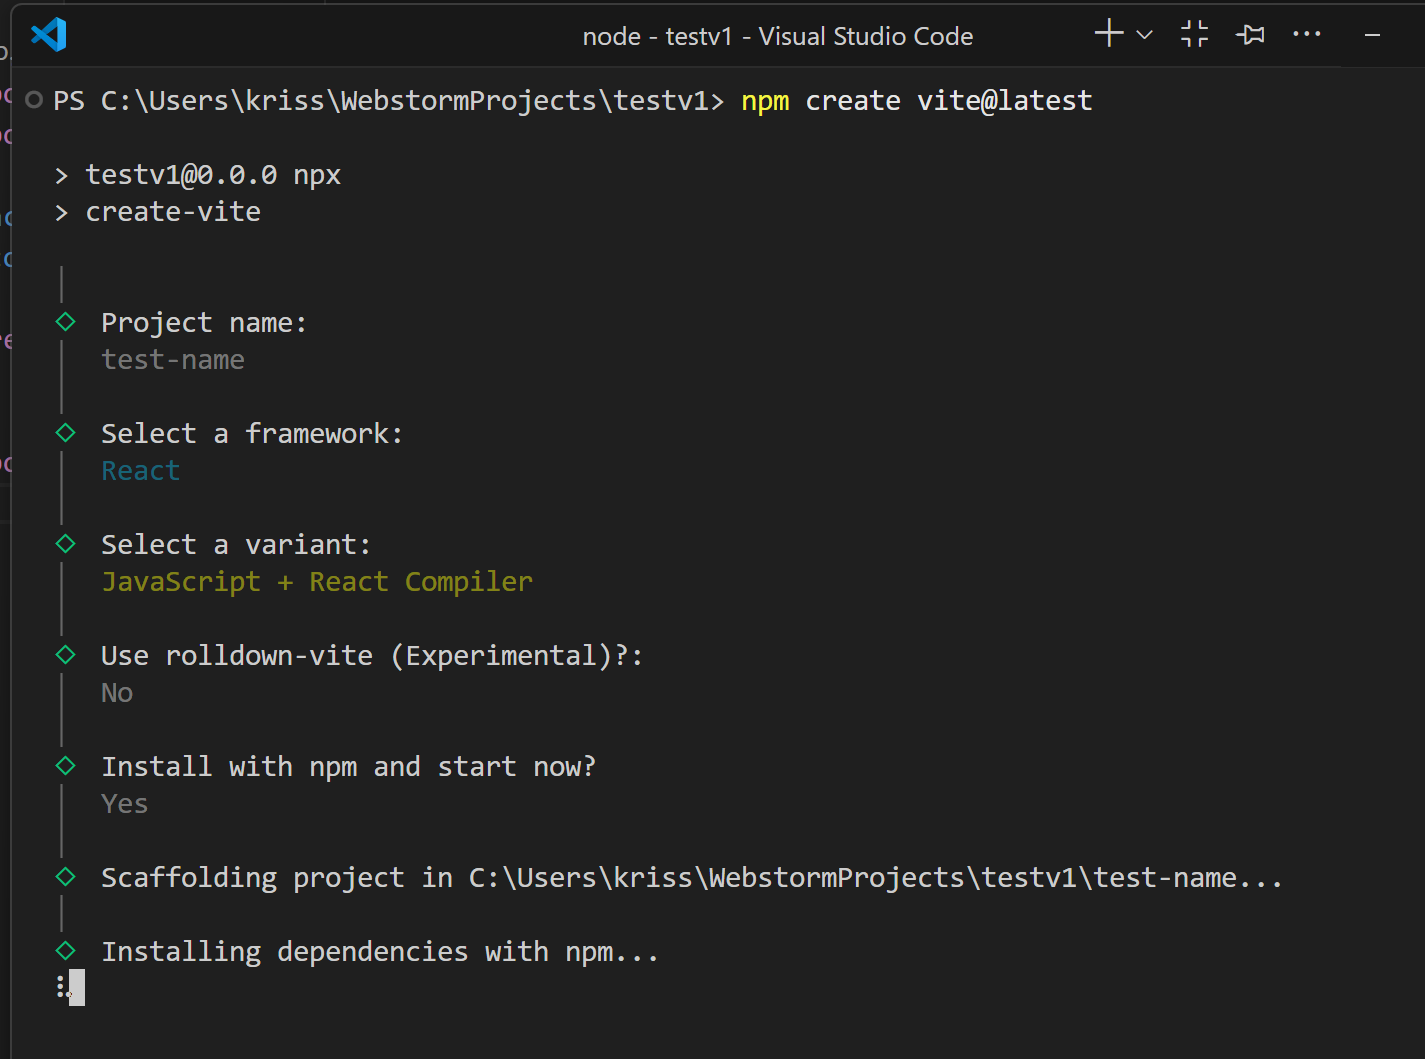 node - testv1 - Visual Studio Code
PS C:\Users\kriss\WebstormProjects\testv1> npm create vite@latest
> testv1@0.0.0 npx
> create-vite
Project name:
test-name
Select a framework:
React
Select a variant:
JavaScript + React Compiler
Use rolldown-vite (Experimental)?:
No
Install with npm and start now?
Yes
Scaffolding project in C:\Users\kriss\WebstormProjects\testv1\test-name...
Installing dependencies with npm...